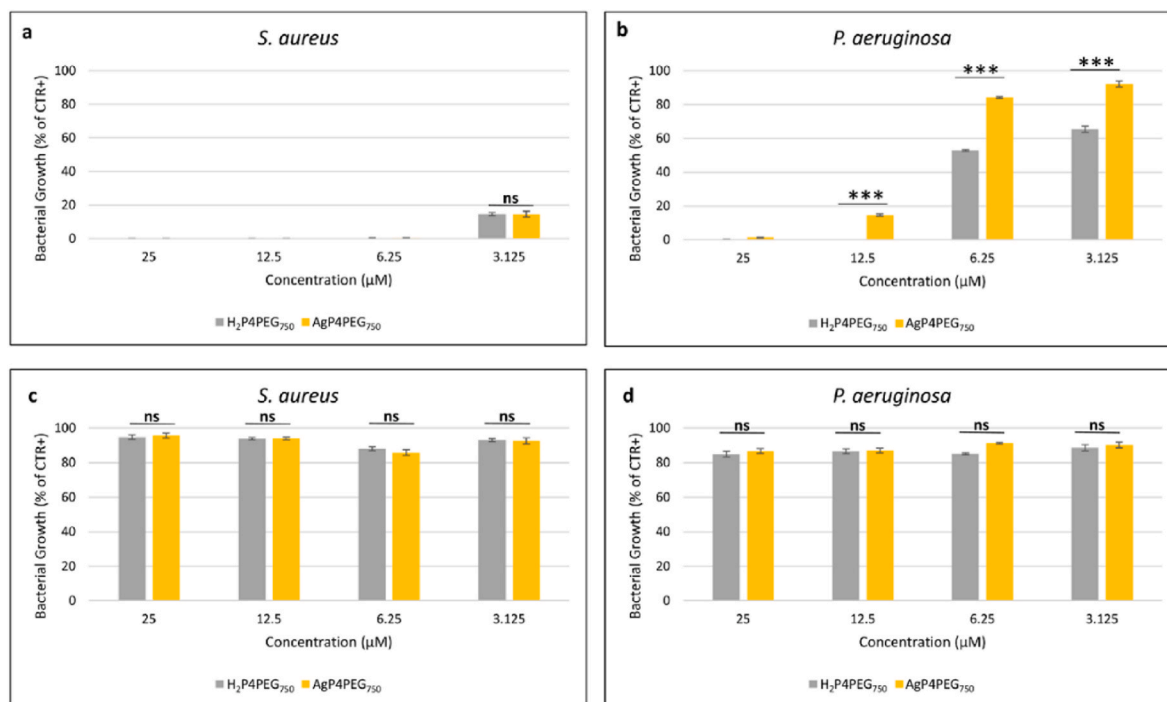 a
S. aureus
Bacterial Growth (% of CTR+)
100
80
60
40
20
0
ns
25 12.5 6.25 3.125
Concentration (µM)
H₂P4PEG₇₅₀ AgP4PEG₇₅₀
b
P. aeruginosa
Bacterial Growth (% of CTR+)
100
80
60
40
20
0
*** *** ***
25 12.5 6.25 3.125
Concentration (µM)
H₂P4PEG₇₅₀ AgP4PEG₇₅₀
c
S. aureus
Bacterial Growth (% of CTR+)
100
80
60
40
20
0
ns ns ns ns
25 12.5 6.25 3.125
Concentration (µM)
H₂P4PEG₇₅₀ AgP4PEG₇₅₀
d
P. aeruginosa
Bacterial Growth (% of CTR+)
100
80
60
40
20
0
ns ns ns ns
25 12.5 6.25 3.125
Concentration (µM)
H₂P4PEG₇₅₀ AgP4PEG₇₅₀